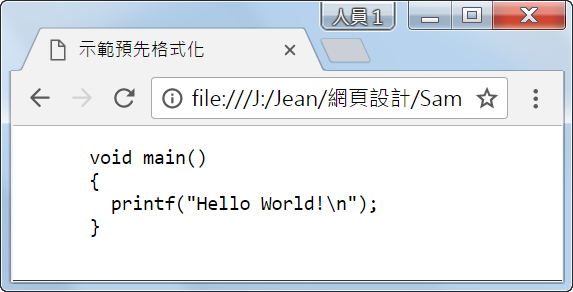 人員 1
示範預先格式化
file:///J:/Jean/網頁設計/Sam
void main()
{
  printf("Hello World!\n");
}